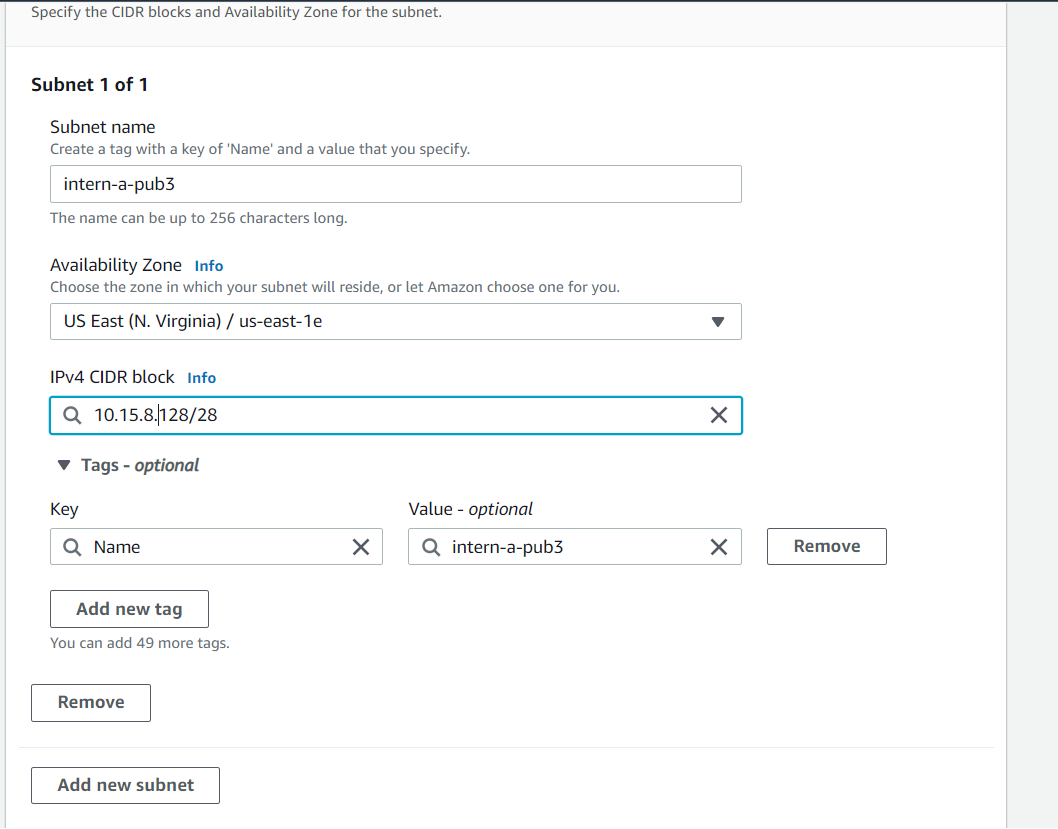 Specify the CIDR blocks and Availability Zone for the subnet.
Subnet 1 of 1
Subnet name
Create a tag with a key of 'Name' and a value that you specify.
intern-a-pub3
The name can be up to 256 characters long.
Availability Zone Info
Choose the zone in which your subnet will reside, or let Amazon choose one for you.
US East (N. Virginia) / us-east-1e
IPv4 CIDR block Info
10.15.8.128/28
Tags - optional
Key Value - optional
Name intern-a-pub3 Remove
Add new tag
You can add 49 more tags.
Remove
Add new subnet